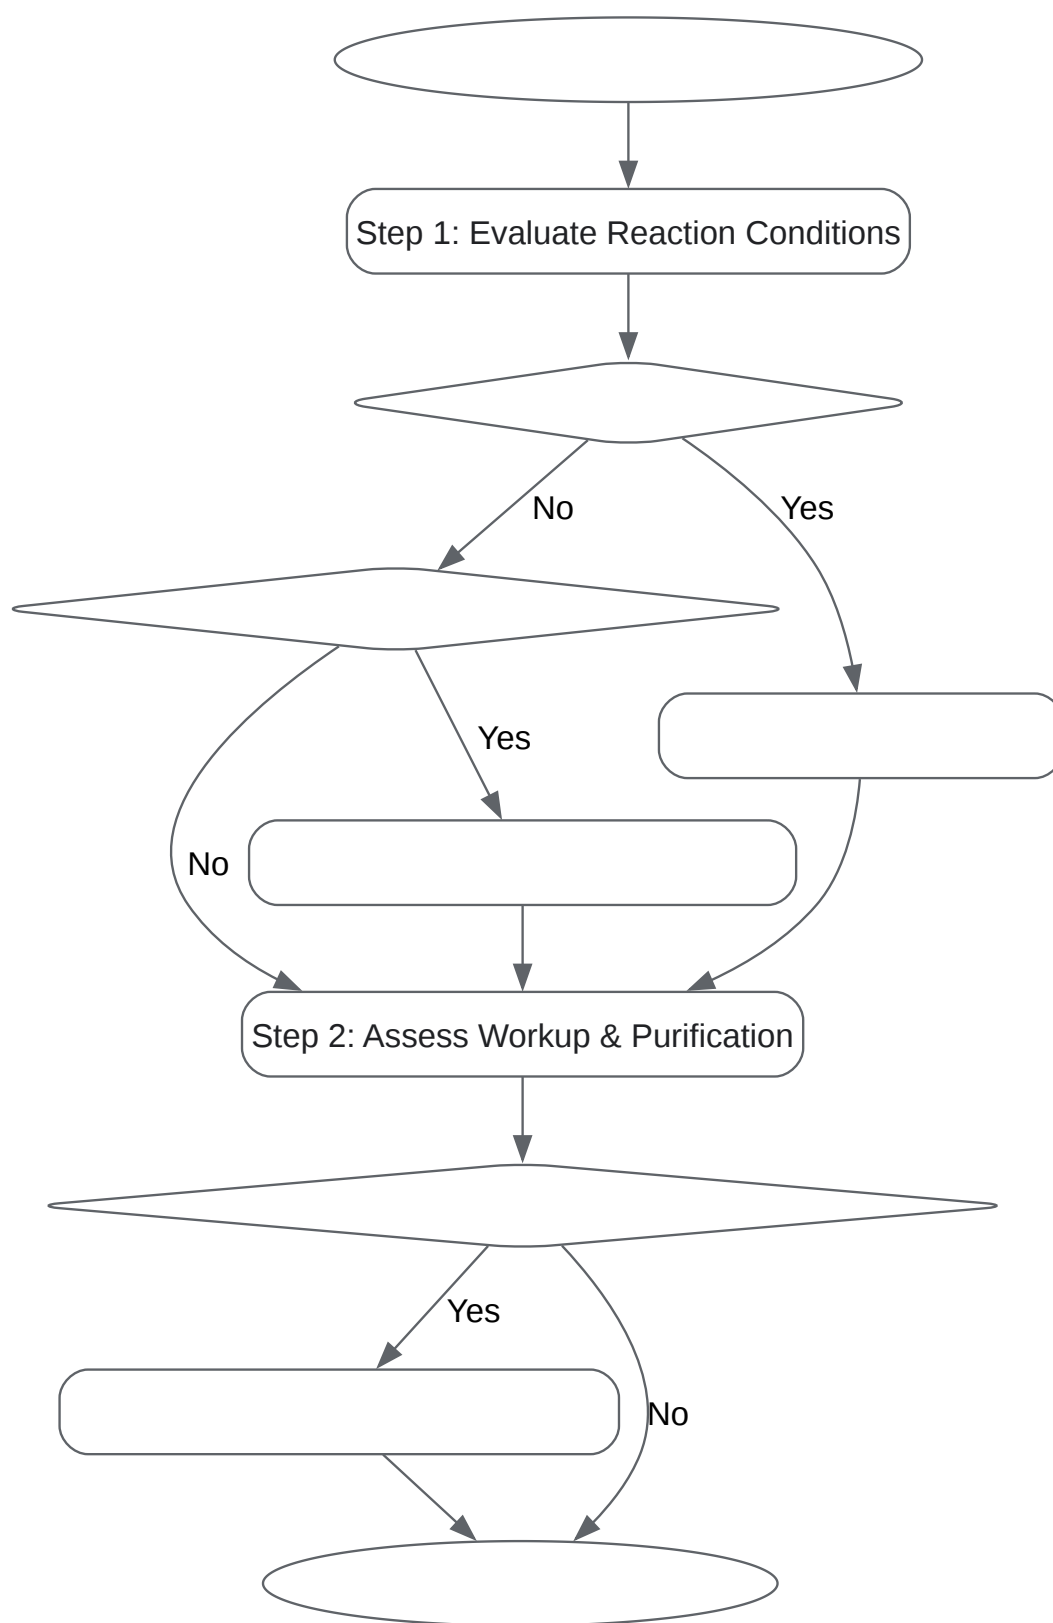 Step 1: Evaluate Reaction Conditions
No
Yes
Yes
No
Step 2: Assess Workup & Purification
Yes
No